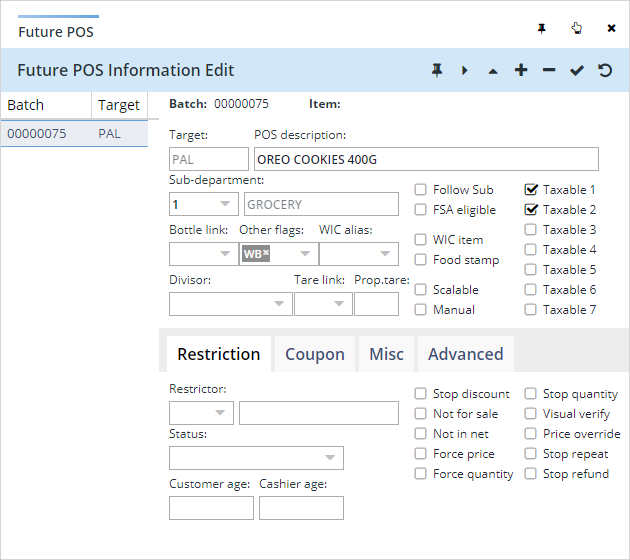 Future POS
Future POS Information Edit
Batch Target
00000075 PAL
Batch: 00000075 Item:
Target: POS description:
PAL OREO COOKIES 400G
Sub-department:
1 GROCERY
Follow Sub Taxable 1
FSA eligible Taxable 2
Bottle link: Other flags: WIC alias:
WB
WIC item Taxable 3
Food stamp Taxable 4
Taxable 5
Divisor: Tare link: Prop.tare:
Scalable Taxable 6
Manual Taxable 7
Restriction Coupon Misc Advanced
Restrictor:
Status:
Customer age: Cashier age:
Stop discount Stop quantity
Not for sale Visual verify
Not in net Price override
Force price Stop repeat
Force quantity Stop refund